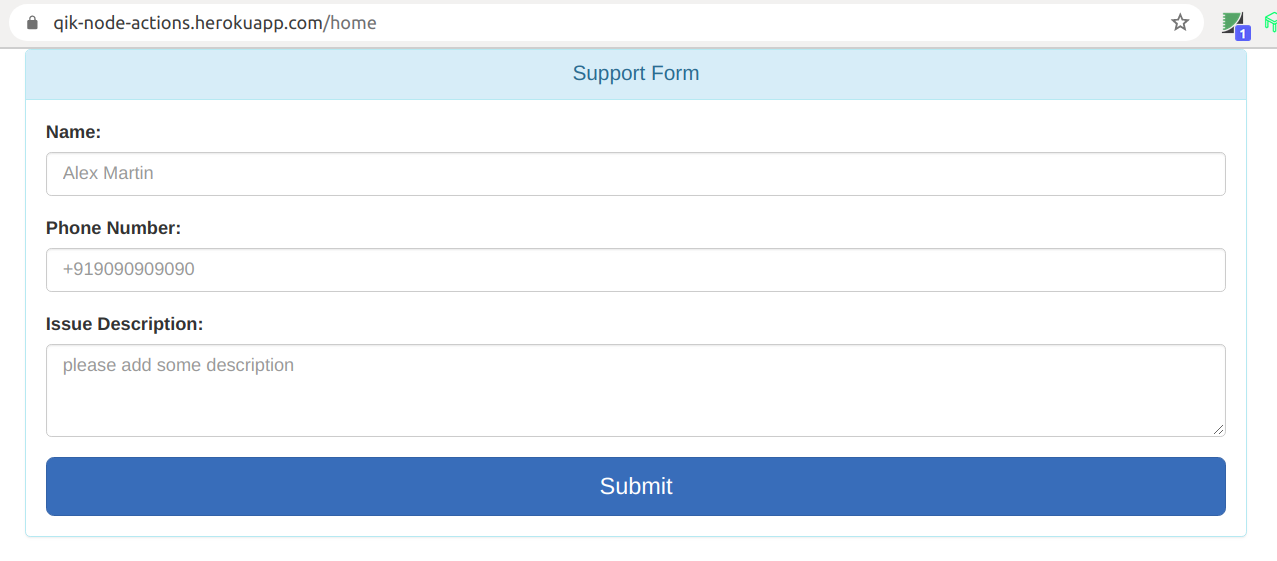 qik-node-actions.herokuapp.com/home
1
Support Form
Name:
Alex Martin
Phone Number:
+919090909090
Issue Description:
please add some description
Submit